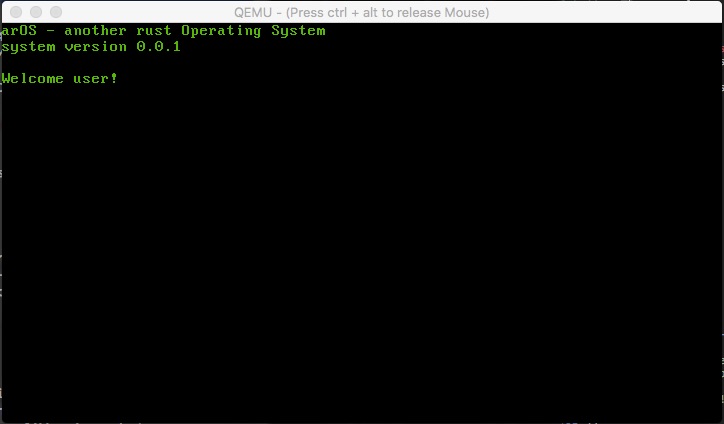 QEMU - (Press ctrl + alt to release Mouse)
arOS - another rust Operating System
system version 0.0.1
Welcome user!